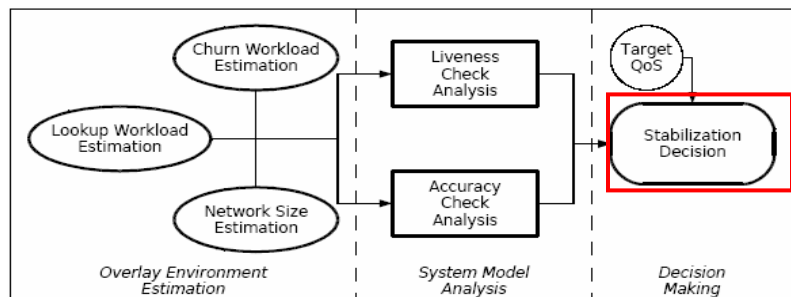 Churn Workload
Estimation
Lookup Workload
Estimation
Network Size
Estimation
Overlay Environment
Estimation
Liveness
Check
Analysis
Accuracy
Check
Analysis
System Model
Analysis
Target
QoS
Stabilization
Decision
Decision
Making